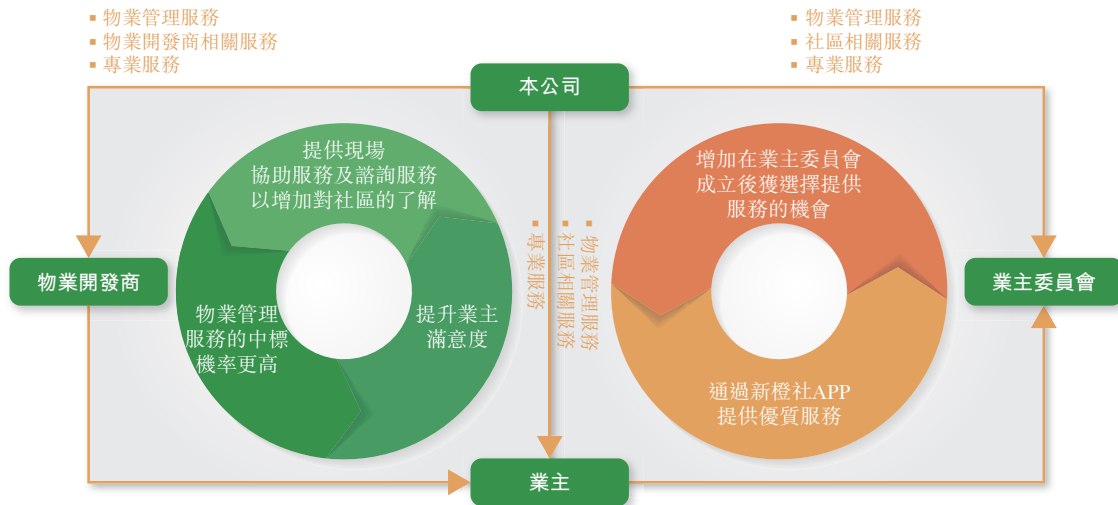 ▪ 物業管理服務
▪ 物業開發商相關服務
▪ 專業服務
▪ 物業管理服務
▪ 社區相關服務
▪ 專業服務
本公司
提供現場
協助服務及諮詢服務
以增加對社區的了解
增加在業主委員會
成立後獲選擇提供
服務的機會
▪ 物業管理服務
▪ 社區相關服務
▪ 專業服務
物業開發商
業主委員會
物業管理
服務的中標
機率更高
提升業主
滿意度
通過新橙社APP
提供優質服務
業主